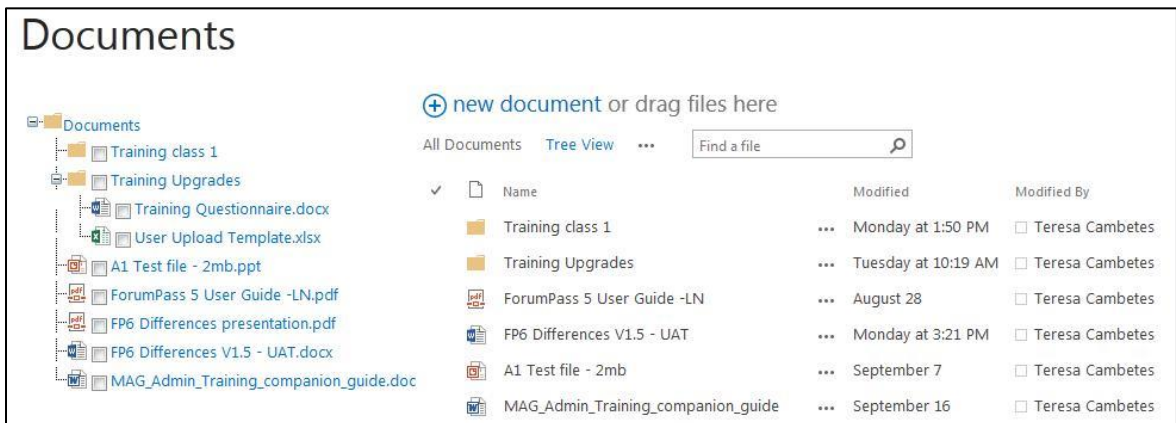 Documents
Documents
Training class 1
Training Upgrades
Training Questionnaire.docx
User Upload Template.xlsx
A1 Test file - 2mb.ppt
ForumPass 5 User Guide -LN.pdf
FP6 Differences presentation.pdf
FP6 Differences V1.5 - UAT.docx
MAG_Admin_Training_companion_guide.doc
new document or drag files here
All Documents Tree View ••• Find a file
Name Modified Modified By
Training class 1 ••• Monday at 1:50 PM Teresa Cambetes
Training Upgrades ••• Tuesday at 10:19 AM Teresa Cambetes
ForumPass 5 User Guide -LN ••• August 28 Teresa Cambetes
FP6 Differences V1.5 - UAT ••• Monday at 3:21 PM Teresa Cambetes
A1 Test file - 2mb ••• September 7 Teresa Cambetes
MAG_Admin_Training_companion_guide ••• September 16 Teresa Cambetes